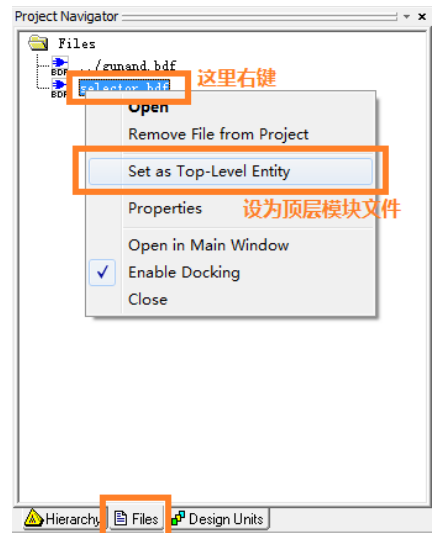 Project Navigator
Files
../gunand.bdf
这里右键
selector.bdf
Open
Remove File from Project
Set as Top-Level Entity
Properties
设为顶层模块文件
Open in Main Window
Enable Docking
Close
Hierarchy
Files
Design Units